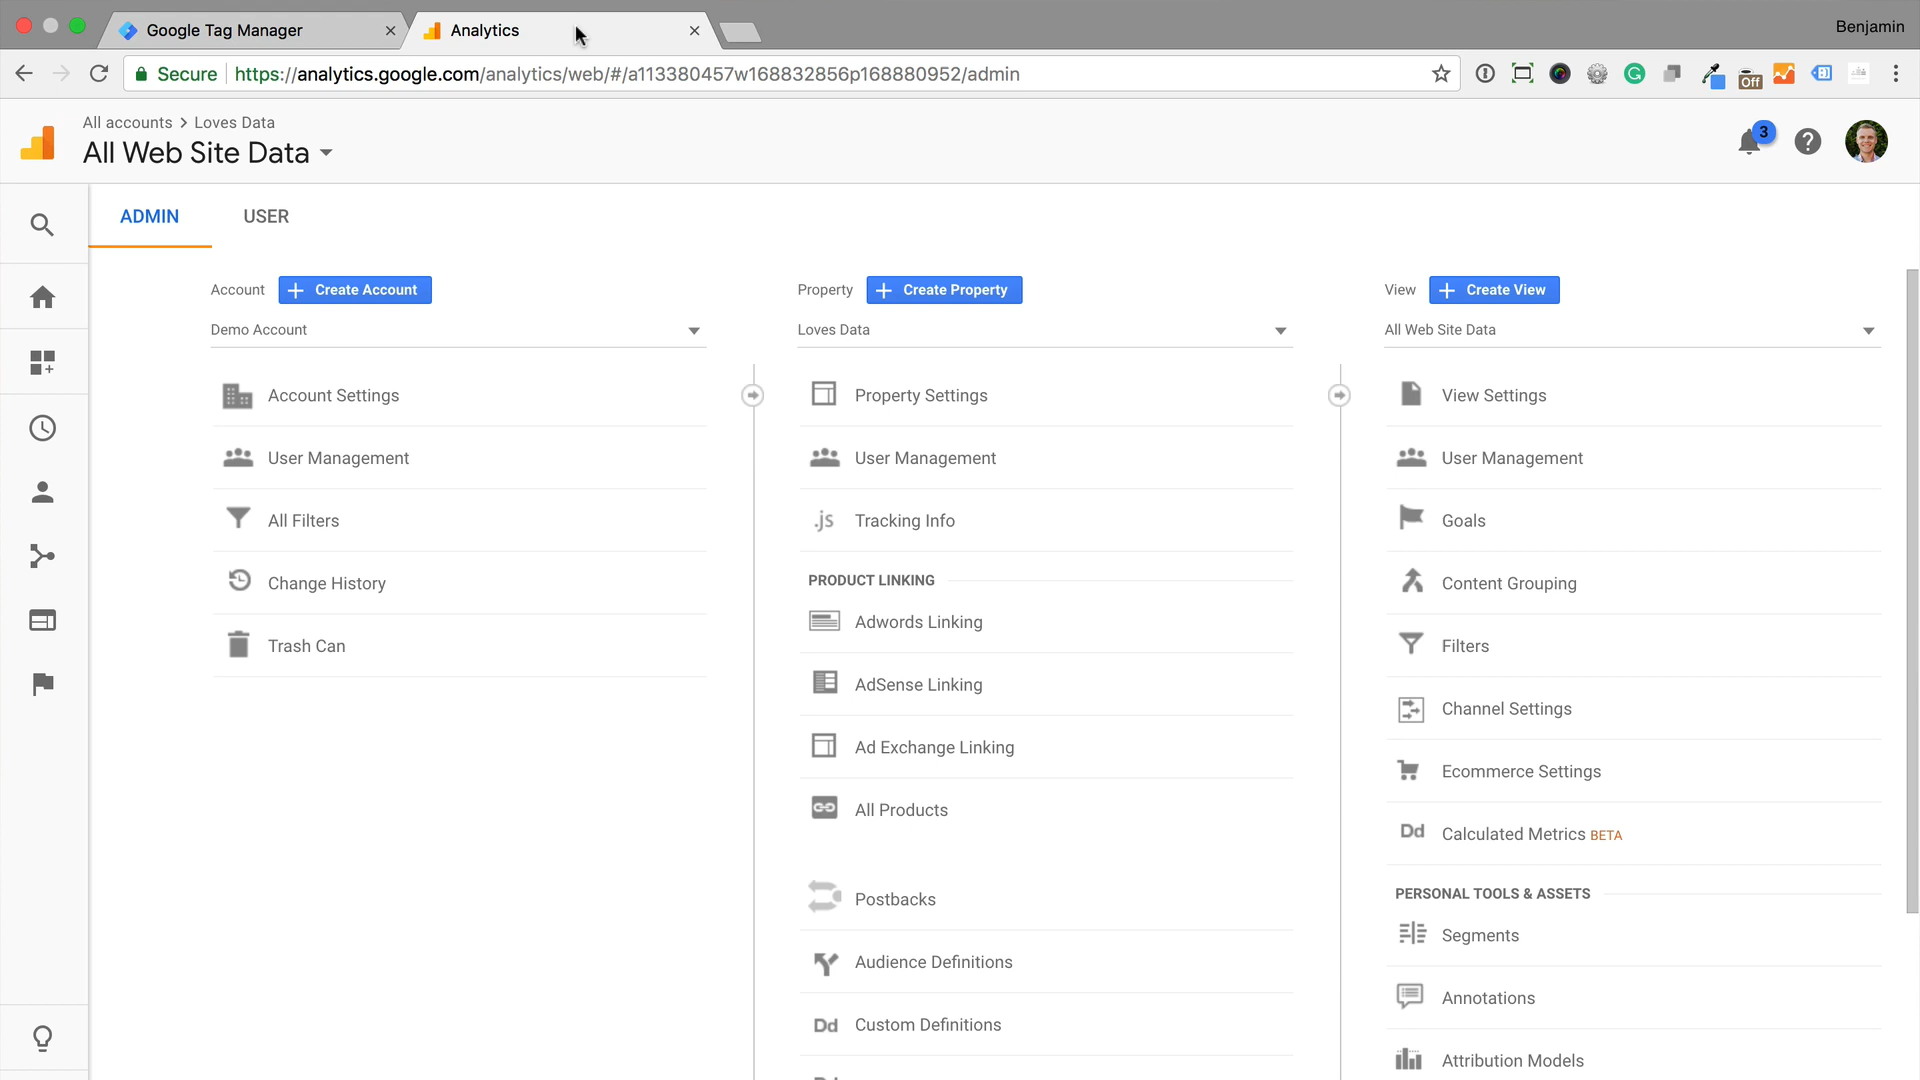 Google Tag Manager
Analytics
Benjamin
Secure
https://analytics.google.com/analytics/web/#/a113380457w168832856p168880952/admin
Off
All accounts > Loves Data
All Web Site Data
3
?
ADMIN
USER
Account
+ Create Account
Demo Account
Account Settings
User Management
All Filters
Change History
Trash Can
Property
+ Create Property
Loves Data
Property Settings
User Management
.js Tracking Info
PRODUCT LINKING
Adwords Linking
AdSense Linking
Ad Exchange Linking
All Products
Postbacks
Audience Definitions
Dd Custom Definitions
View
+ Create View
All Web Site Data
View Settings
User Management
Goals
Content Grouping
Filters
Channel Settings
Ecommerce Settings
Dd Calculated Metrics BETA
PERSONAL TOOLS & ASSETS
Segments
Annotations
Attribution Models